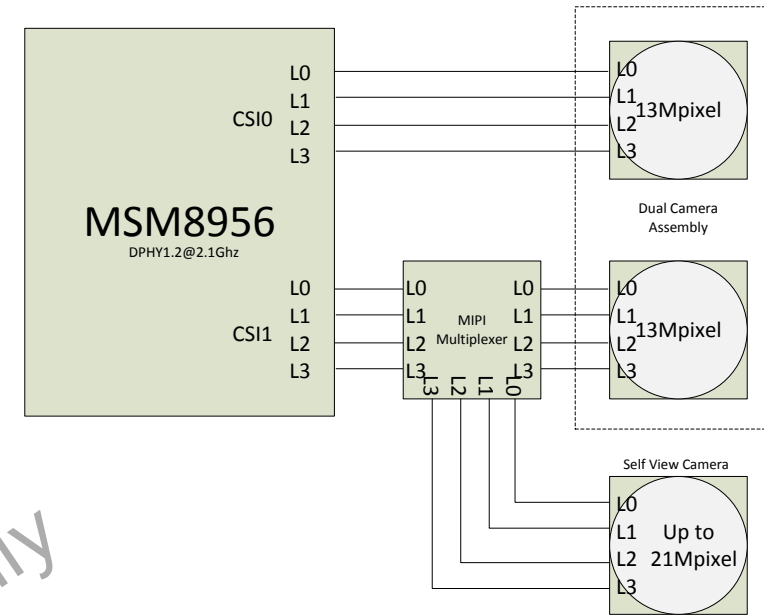 L0
L1
CSI0
L2
L3
MSM8956
DPHY1.2@2.1Ghz
L0
L1
CSI1
L2
L3
L0
L1
L2
L3
MIPI
Multiplexer
L0
L1
L2
L3
L3
L2
L1
L0
L0
L1
L2
L3
13Mpixel
Dual Camera
Assembly
L0
L1
L2
L3
13Mpixel
Self View Camera
L0
L1
L2
L3
Up to
21Mpixel
lly